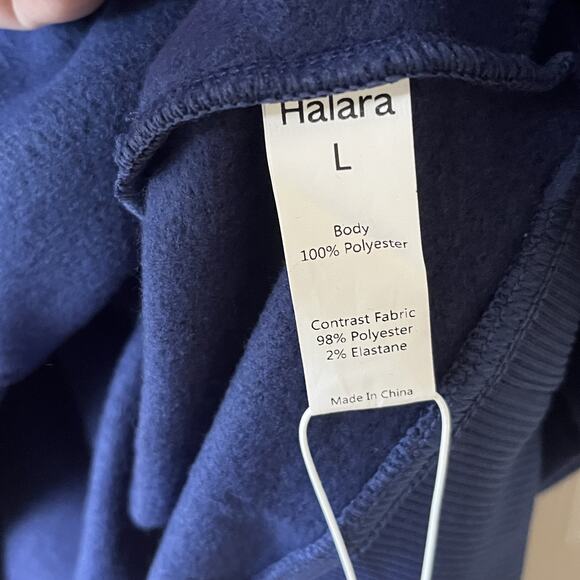 Halara
L
Body
100% Polyester
Contrast Fabric
98% Polyester
2% Elastane
Made In China